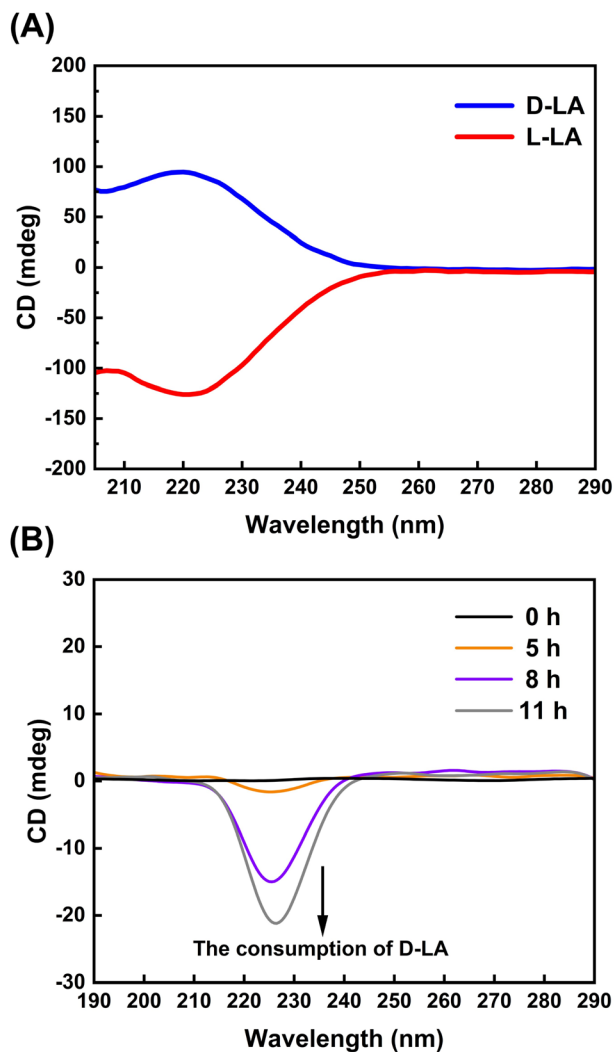 (A)
200
150
100
50
0
-50
-100
-150
-200
CD (mdeg)
D-LA
L-LA
210 220 230 240 250 260 270 280 290
Wavelength (nm)
(B)
30
20
10
0
-10
-20
-30
CD (mdeg)
0 h
5 h
8 h
11 h
The consumption of D-LA
190 200 210 220 230 240 250 260 270 280 290
Wavelength (nm)